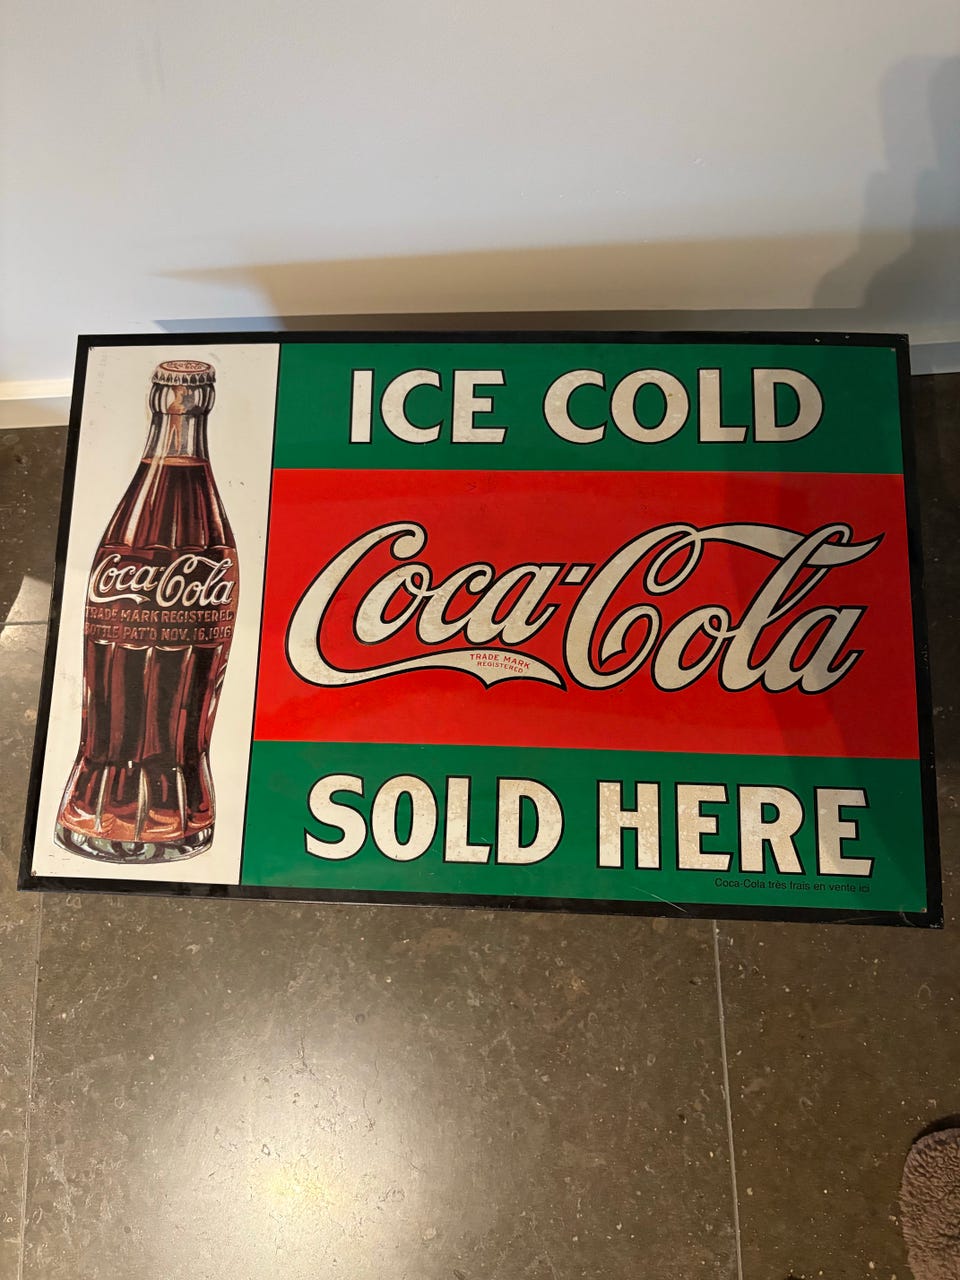 ICE COLD
Coca-Cola
TRADE MARK
REGISTERED
SOLD HERE
Coca-Cola très frais en vente ici
Coca-Cola
TRADE MARK REGISTERED
BOTTLE PAT'D NOV. 16, 1915